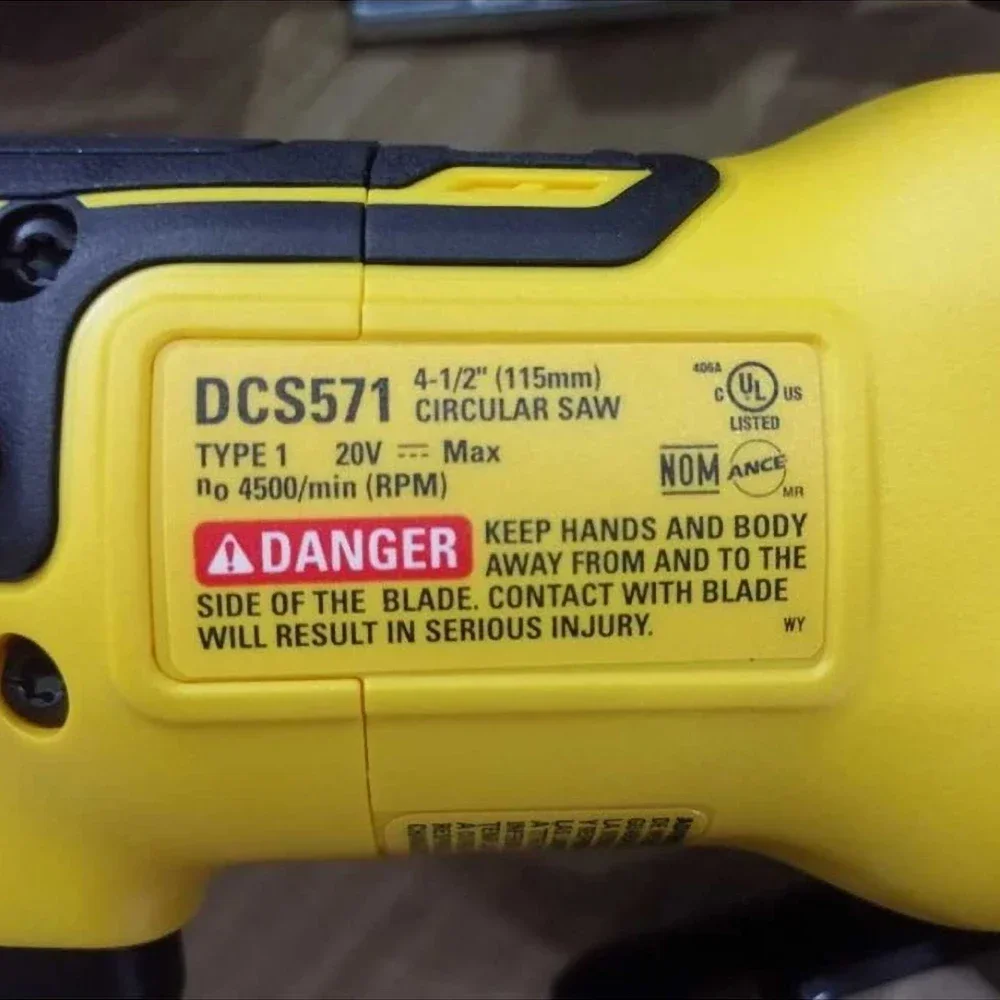 DCS571 4-1/2" (115mm)
CIRCULAR SAW
TYPE 1 20V ⎓ Max
no 4500/min (RPM)
406A
C UL US
LISTED
NOM ANCE
MR
DANGER KEEP HANDS AND BODY
AWAY FROM AND TO THE
SIDE OF THE BLADE. CONTACT WITH BLADE
WILL RESULT IN SERIOUS INJURY.
WY